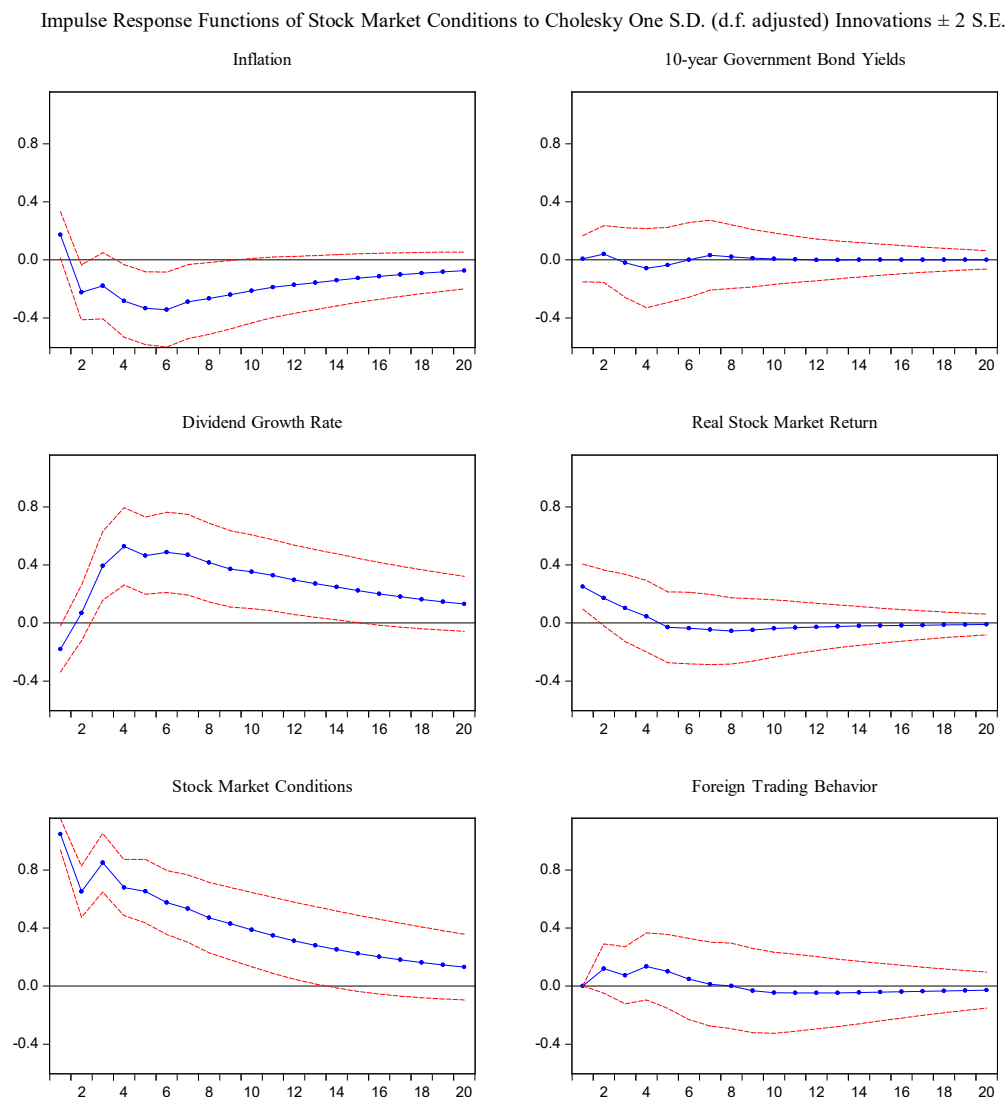 Impulse Response Functions of Stock Market Conditions to Cholesky One S.D. (d.f. adjusted) Innovations ± 2 S.E.
Inflation
0.8
0.4
0.0
-0.4
2 4 6 8 10 12 14 16 18 20
10-year Government Bond Yields
0.8
0.4
0.0
-0.4
2 4 6 8 10 12 14 16 18 20
Dividend Growth Rate
0.8
0.4
0.0
-0.4
2 4 6 8 10 12 14 16 18 20
Real Stock Market Return
0.8
0.4
0.0
-0.4
2 4 6 8 10 12 14 16 18 20
Stock Market Conditions
0.8
0.4
0.0
-0.4
2 4 6 8 10 12 14 16 18 20
Foreign Trading Behavior
0.8
0.4
0.0
-0.4
2 4 6 8 10 12 14 16 18 20